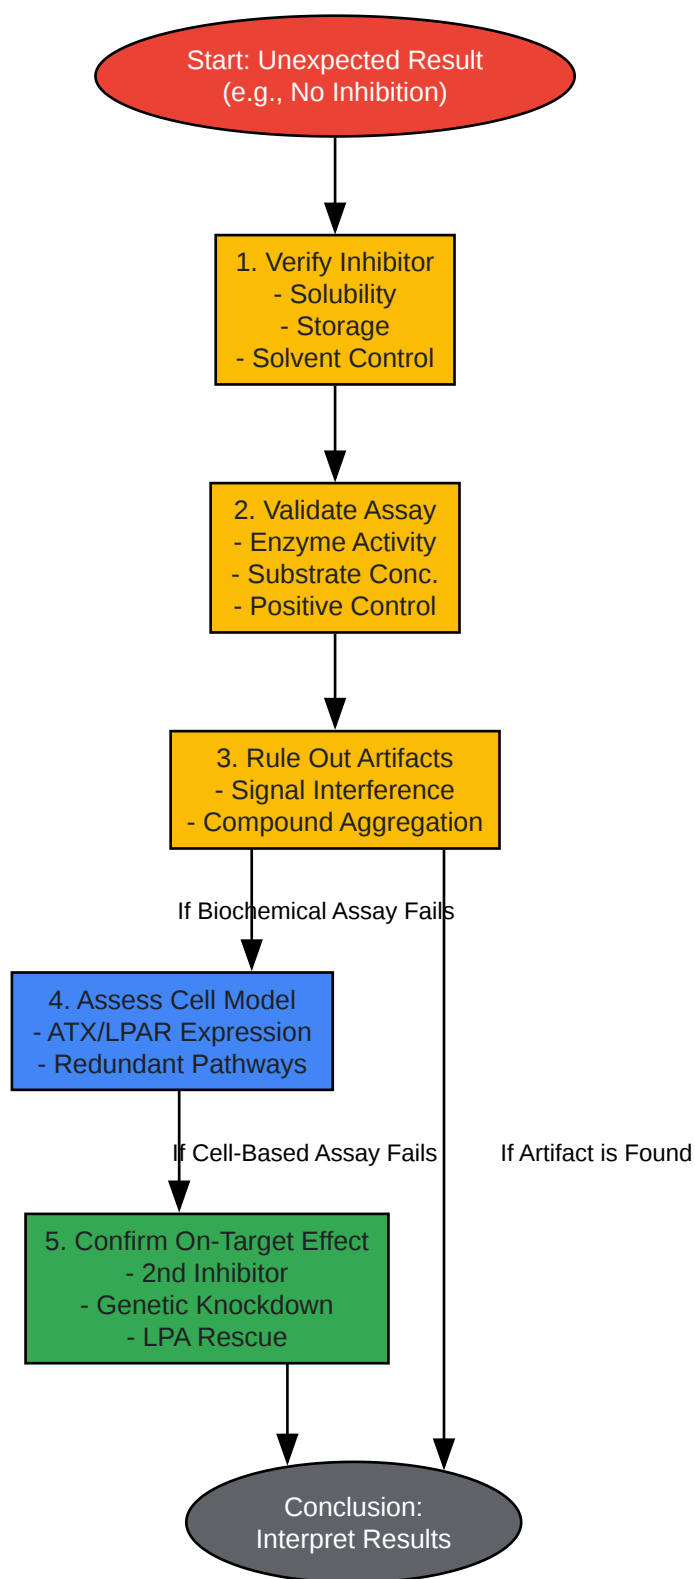 Start: Unexpected Result
(e.g., No Inhibition)
1. Verify Inhibitor
- Solubility
- Storage
- Solvent Control
2. Validate Assay
- Enzyme Activity
- Substrate Conc.
- Positive Control
3. Rule Out Artifacts
- Signal Interference
- Compound Aggregation
If Biochemical Assay Fails
4. Assess Cell Model
- ATX/LPAR Expression
- Redundant Pathways
If Cell-Based Assay Fails
If Artifact is Found
5. Confirm On-Target Effect
- 2nd Inhibitor
- Genetic Knockdown
- LPA Rescue
Conclusion:
Interpret Results